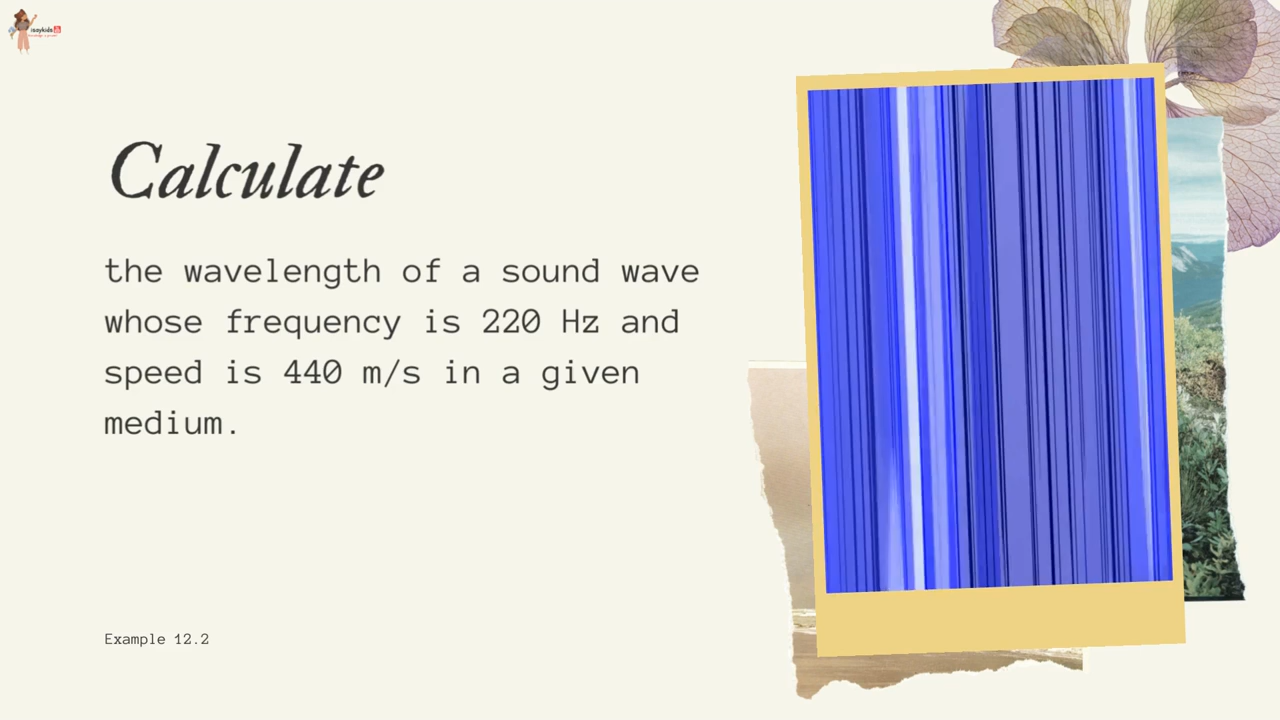 isaykids
Calculate
the wavelength of a sound wave
whose frequency is 220 Hz and
speed is 440 m/s in a given
medium.
Example 12.2